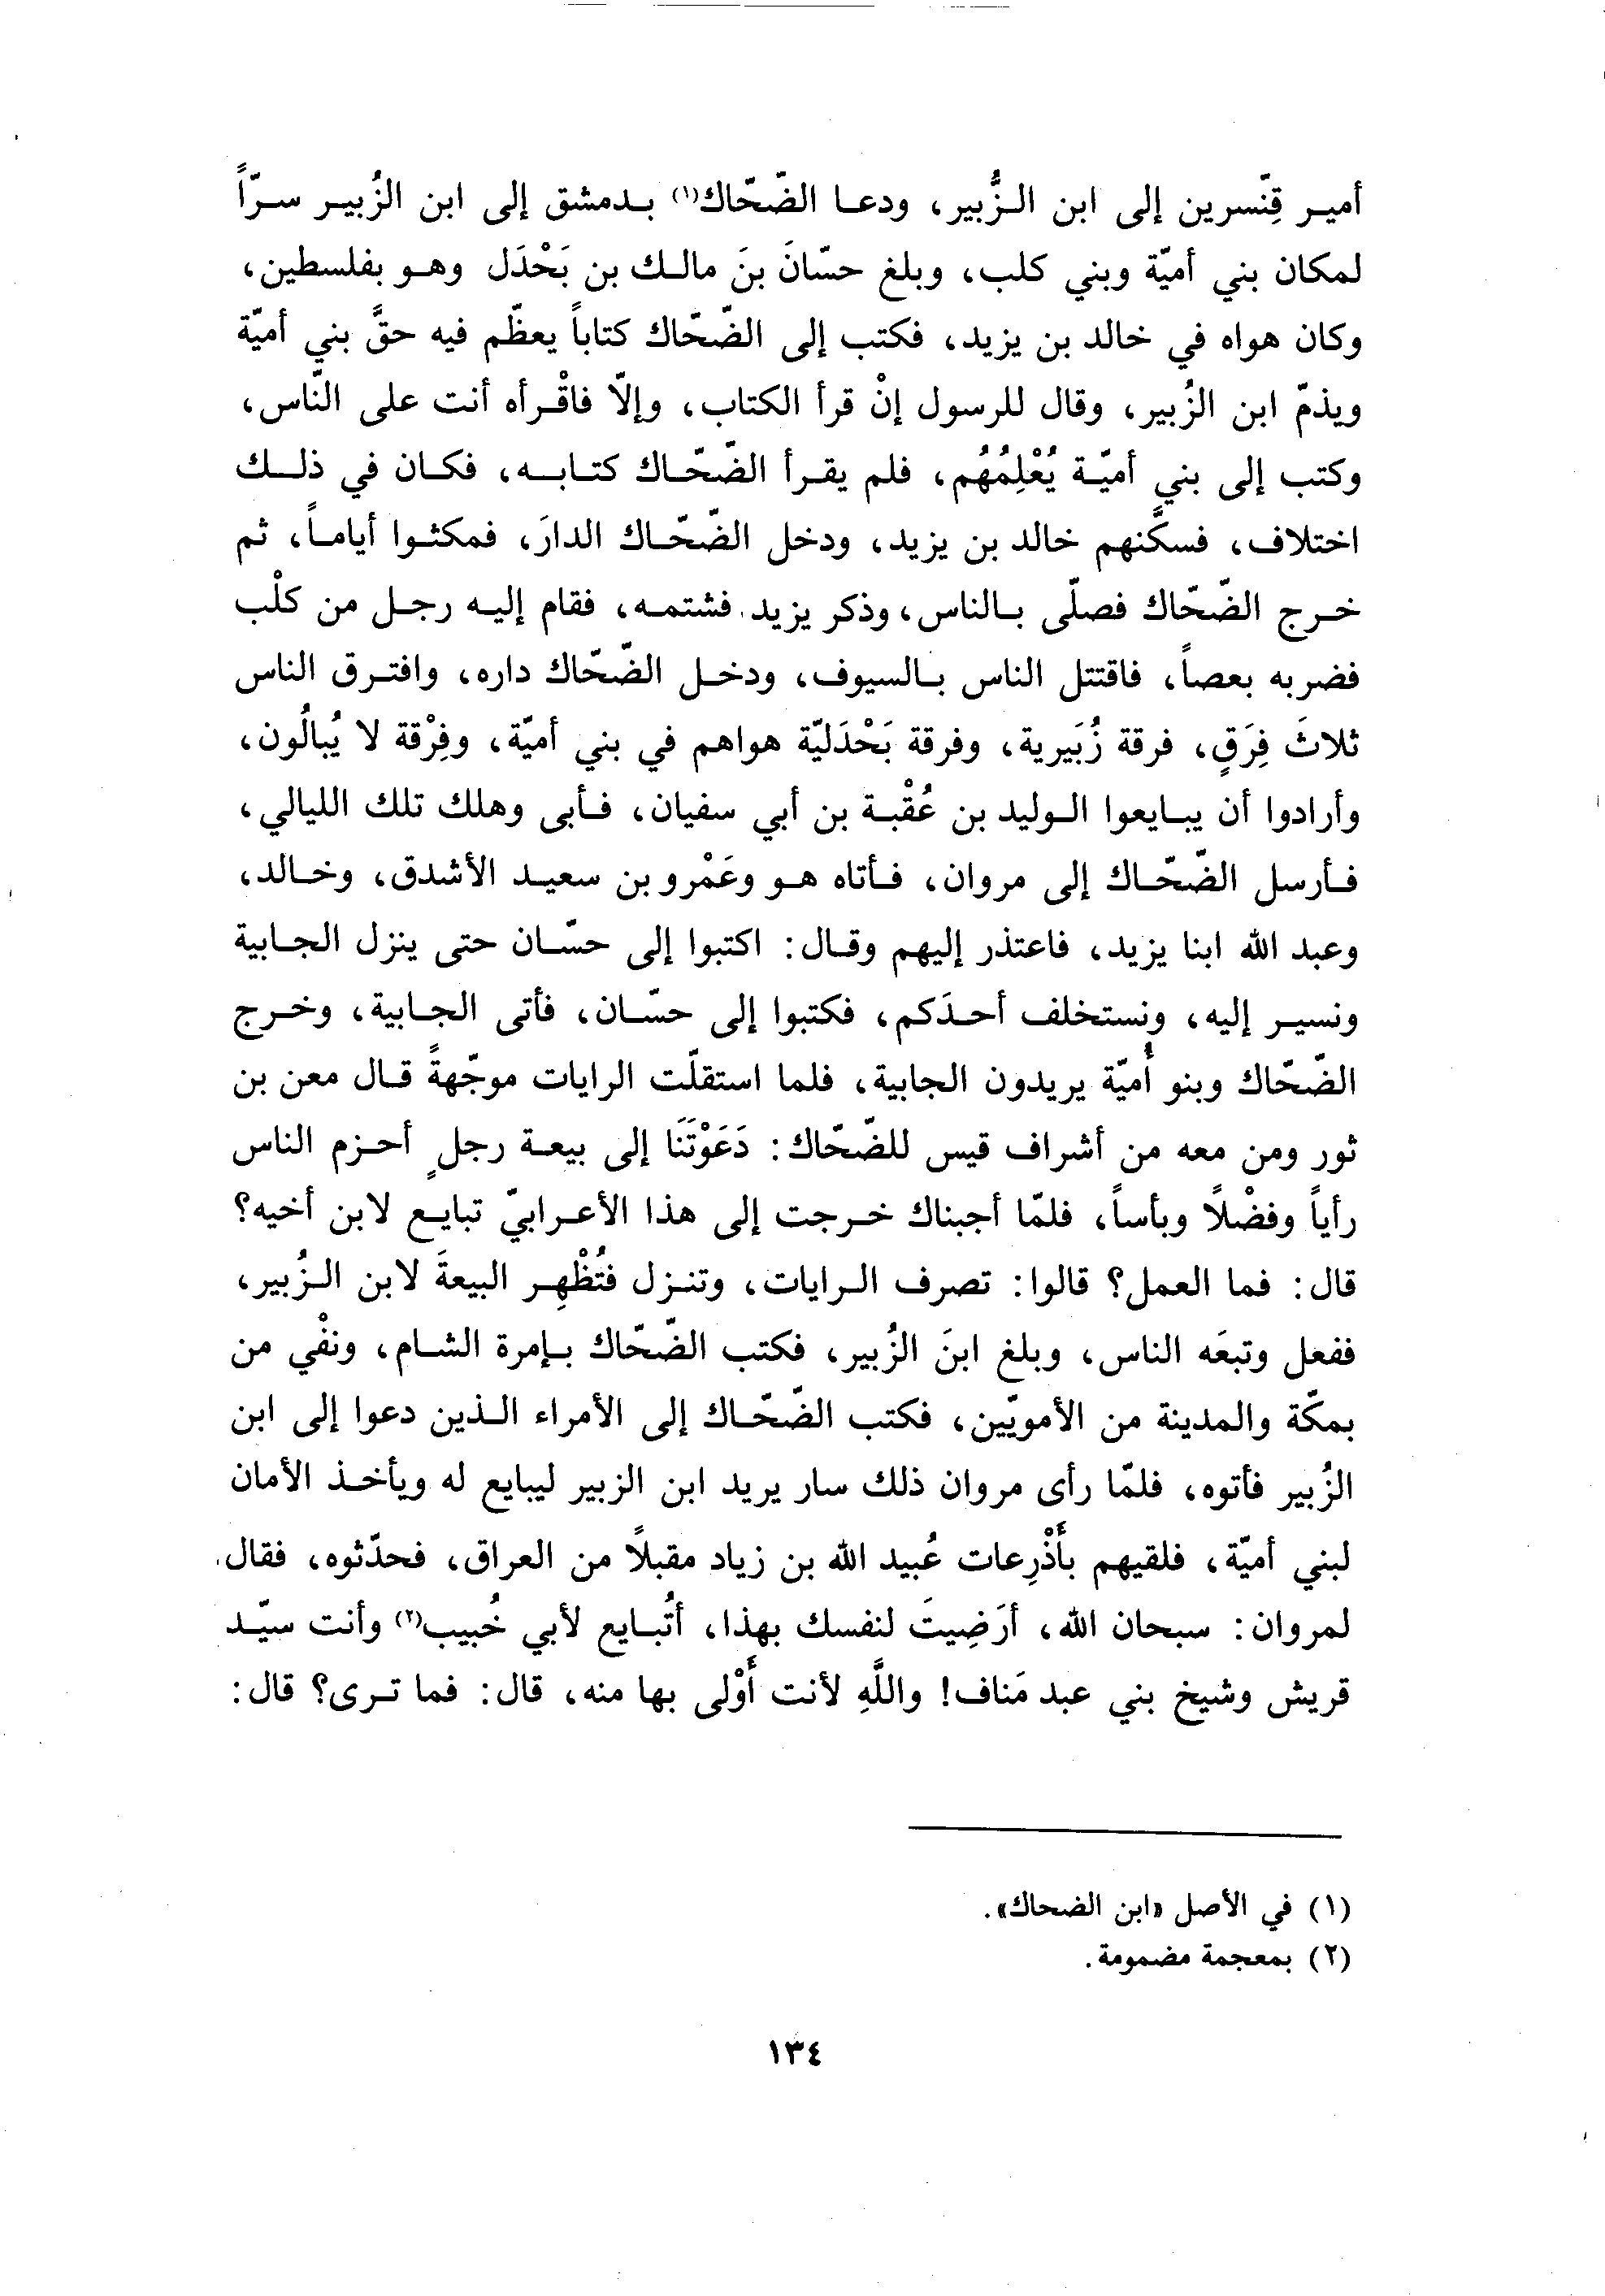 أمير قِنّسرين إلى ابن الزُّبير، ودعا الضّحّاك(١) بدمشق إلى ابن الزُبير سرّاً
لمكان بني أميّة وبني كلب، وبلغ حسّانَ بنَ مالك بن بَحْدَل وهو بفلسطين،
وكان هواه في خالد بن يزيد، فكتب إلى الضّحّاك كتاباً يعظّم فيه حقَّ بني أميّة
ويذمّ ابن الزُبير، وقال للرسول إنْ قرأ الكتاب، وإلّا فاقْرأه أنت على النّاس،
وكتب إلى بني أميّة يُعْلِمُهُم، فلم يقرأ الضّحّاك كتابه، فكان في ذلك
اختلاف، فسكَّنهم خالد بن يزيد، ودخل الضّحّاك الدارَ، فمكثوا أياماً، ثم
خرج الضّحّاك فصلّى بالناس، وذكر يزيد فشتمه، فقام إليه رجل من كلْب
فضربه بعصاً، فاقتتل الناس بالسيوف، ودخل الضّحّاك داره، وافترق الناس
ثلاثَ فِرَقٍ، فرقة زُبَيرية، وفرقة بَحْدَليّة هواهم في بني أميّة، وفِرْقة لا يُبالُون،
وأرادوا أن يبايعوا الوليد بن عُقْبة بن أبي سفيان، فأبى وهلك تلك الليالي،
فأرسل الضّحّاك إلى مروان، فأتاه هو وعَمْرو بن سعيد الأشدق، وخالد،
وعبد الله ابنا يزيد، فاعتذر إليهم وقال: اكتبوا إلى حسّان حتى ينزل الجابية
ونسير إليه، ونستخلف أحدَكم، فكتبوا إلى حسّان، فأتى الجابية، وخرج
الضّحّاك وبنو أُميّة يريدون الجابية، فلما استقلّت الرايات موجّهةً قال معن بن
ثور ومن معه من أشراف قيس للضّحّاك: دَعَوْتَنَا إلى بيعة رجلٍ أحزم الناس
رأياً وفضْلاً وبأساً، فلمّا أجبناك خرجت إلى هذا الأعرابيّ تبايع لابن أخيه؟
قال: فما العمل؟ قالوا: تصرف الرايات، وتنزل فتُظْهِر البيعةَ لابن الزُبير،
ففعل وتبعَه الناس، وبلغ ابنَ الزُبير، فكتب الضّحّاك بإمرة الشام، ونفْي من
بمكّة والمدينة من الأمويّين، فكتب الضّحّاك إلى الأمراء الذين دعوا إلى ابن
الزُبير فأتوه، فلمّا رأى مروان ذلك سار يريد ابن الزبير ليبايع له ويأخذ الأمان
لبني أميّة، فلقيهم بأَذْرِعات عُبيد الله بن زياد مقبلاً من العراق، فحدّثوه، فقال
لمروان: سبحان الله، أرَضِيتَ لنفسك بهذا، أتُبايع لأبي خُبيب(٢) وأنت سيّد
قريش وشيخ بني عبد مَناف! واللَّهِ لأنت أَوْلى بها منه، قال: فما ترى؟ قال:
(١) في الأصل «ابن الضحاك».
(٢) بمعجمة مضمومة.
١٣٤